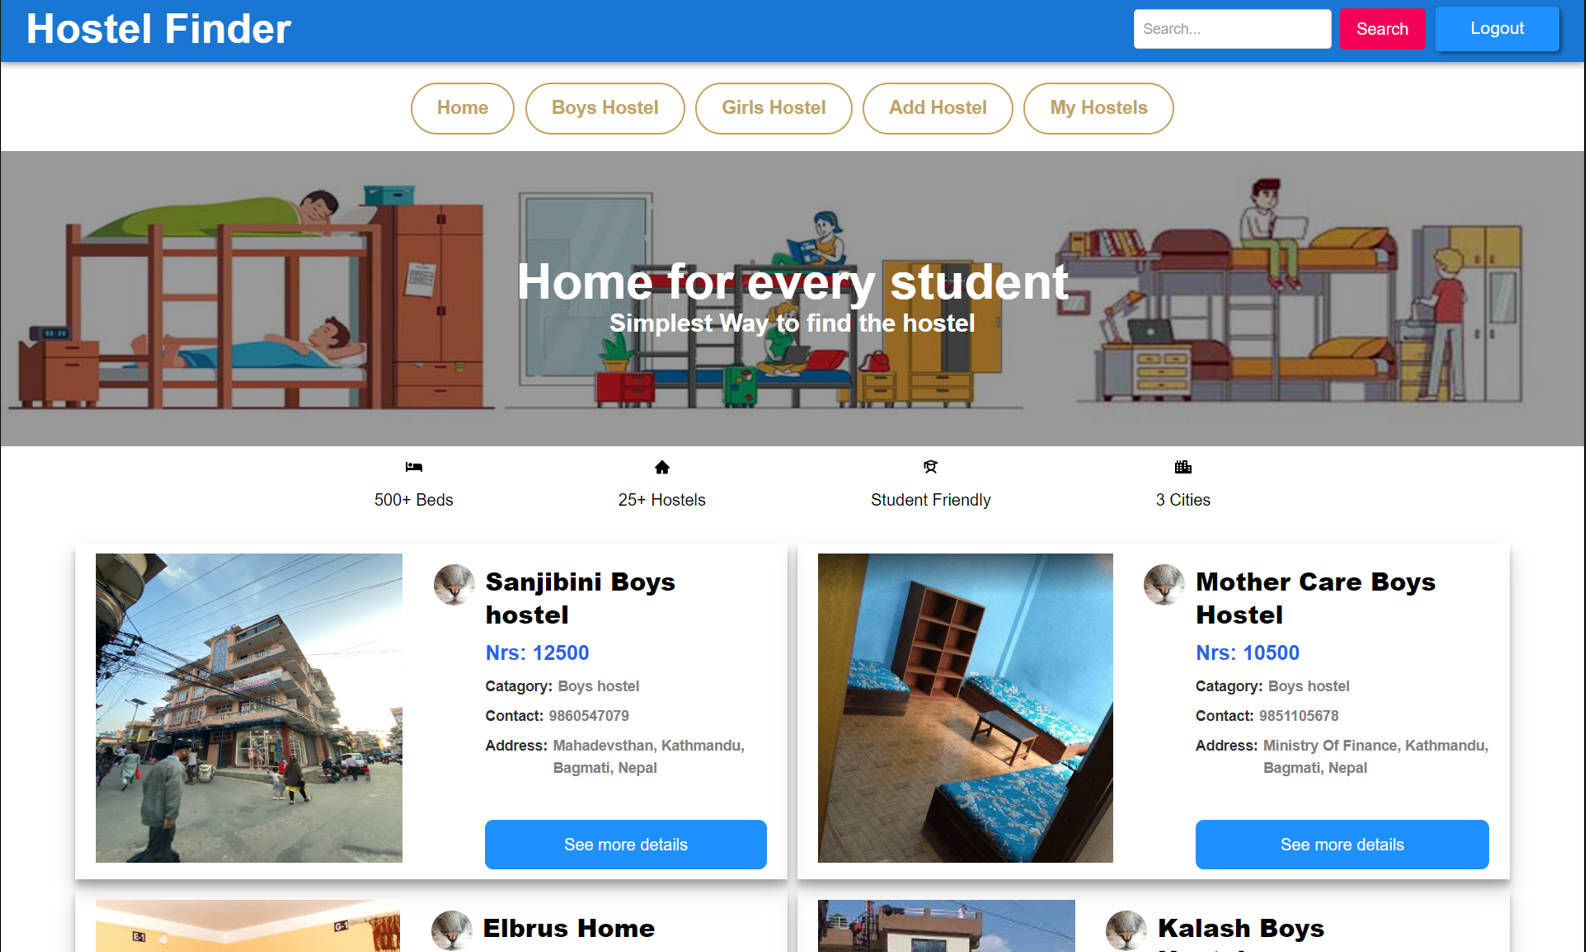 Hostel Finder
Search...
Search
Logout
Home
Boys Hostel
Girls Hostel
Add Hostel
My Hostels
Home for every student
Simplest Way to find the hostel
500+ Beds
25+ Hostels
Student Friendly
3 Cities
Sanjibini Boys
hostel
Nrs: 12500
Catagory: Boys hostel
Contact: 9860547079
Address: Mahadevsthan, Kathmandu,
Bagmati, Nepal
See more details
Mother Care Boys
Hostel
Nrs: 10500
Catagory: Boys hostel
Contact: 9851105678
Address: Ministry Of Finance, Kathmandu,
Bagmati, Nepal
See more details
E-1
G-1
Elbrus Home
Kalash Boys